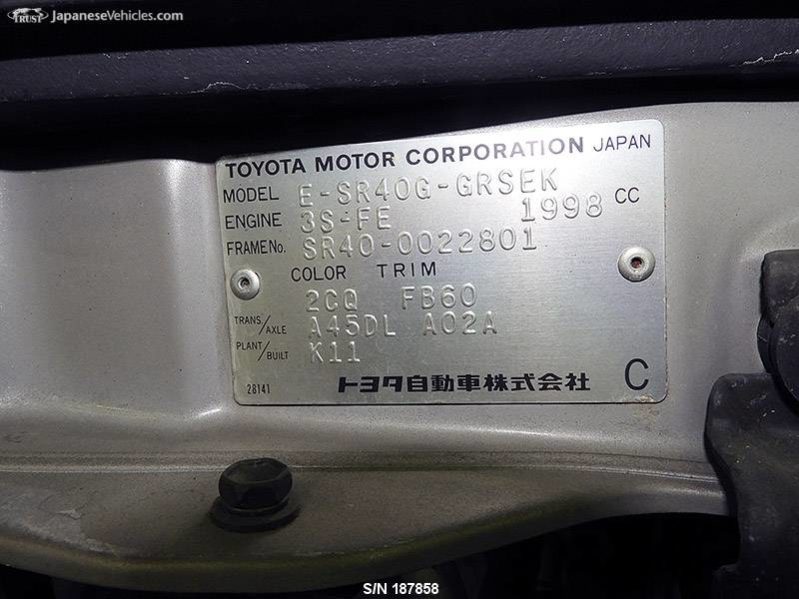 TRUST JapaneseVehicles.com
TOYOTA MOTOR CORPORATION JAPAN
MODEL E-SR40G-GRSEK
ENGINE 3S-FE 1998 CC
FRAME No. SR40-0022801
COLOR TRIM
2CQ FB60
TRANS./AXLE A45DL A02A
PLANT/BUILT K11
28141 トヨタ自動車株式会社 C
S/N 187858